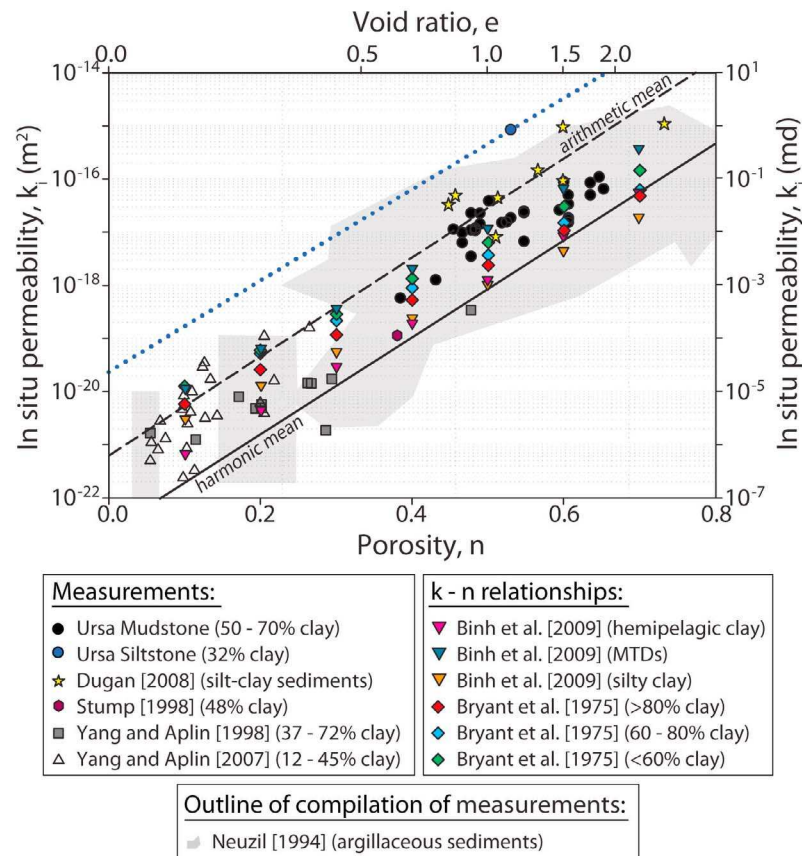 Void ratio, e
0.0 0.5 1.0 1.5 2.0
10-14 10-16 10-18 10-20 10-22
In situ permeability, ki (m2)
101 10-1 10-3 10-5 10-7
In situ permeability, ki (md)
arithmetic mean
harmonic mean
0.0 0.2 0.4 0.6 0.8
Porosity, n
Measurements:
Ursa Mudstone (50 - 70% clay)
Ursa Siltstone (32% clay)
Dugan [2008] (silt-clay sediments)
Stump [1998] (48% clay)
Yang and Aplin [1998] (37 - 72% clay)
Yang and Aplin [2007] (12 - 45% clay)
k - n relationships:
Binh et al. [2009] (hemipelagic clay)
Binh et al. [2009] (MTDs)
Binh et al. [2009] (silty clay)
Bryant et al. [1975] (>80% clay)
Bryant et al. [1975] (60 - 80% clay)
Bryant et al. [1975] (<60% clay)
Outline of compilation of measurements:
Neuzil [1994] (argillaceous sediments)